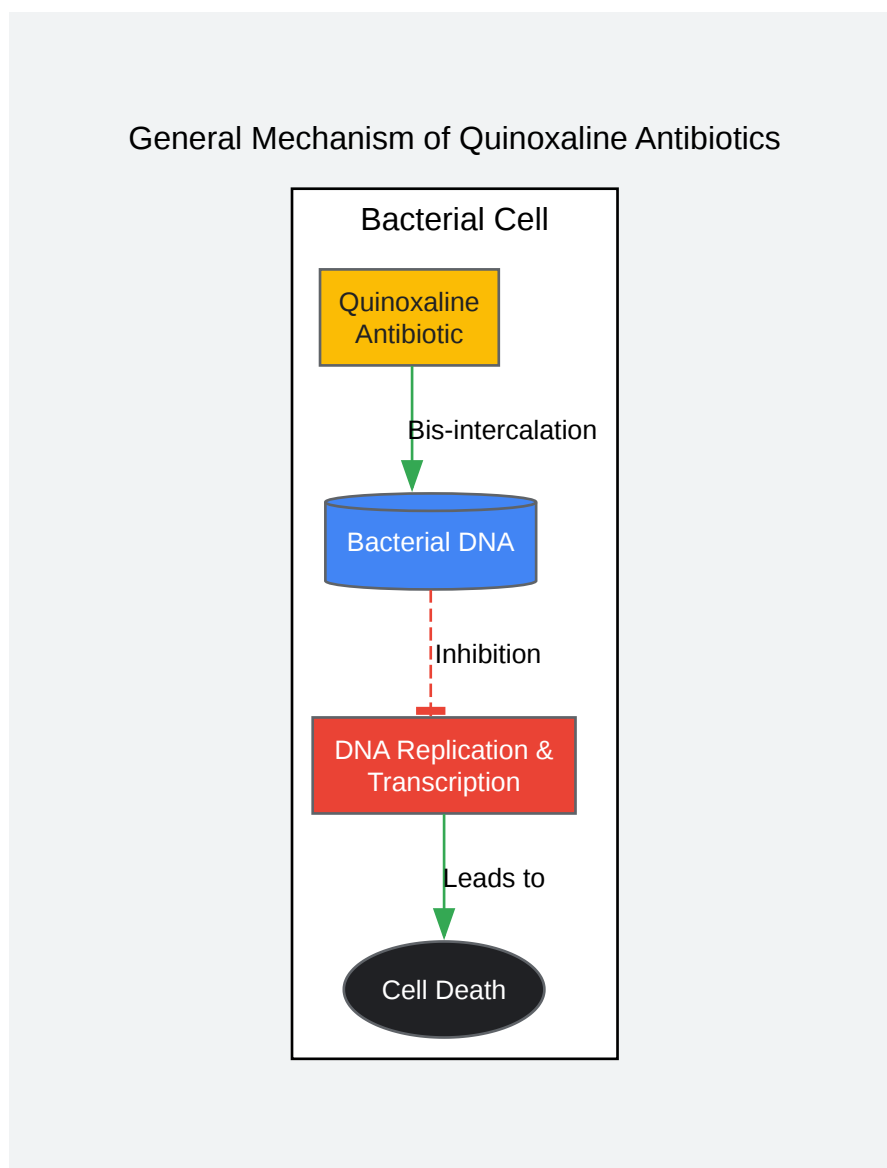 General Mechanism of Quinoxaline Antibiotics
Bacterial Cell
Quinoxaline
Antibiotic
Bis-intercalation
Bacterial DNA
Inhibition
DNA Replication &
Transcription
Leads to
Cell Death